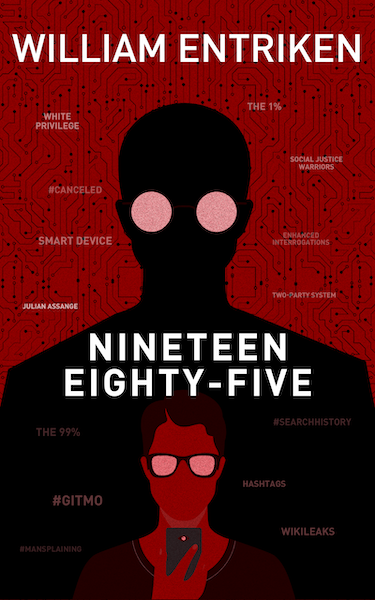 WILLIAM ENTRIKEN
THE 1%
WHITE
PRIVILEGE
SOCIAL JUSTICE
WARRIORS
#CANCELED
SMART DEVICE
ENHANCED
INTERROGATIONS
TWO-PARTY SYSTEM
JULIAN ASSANGE
NINETEEN
EIGHTY-FIVE
#SEARCHHISTORY
THE 99%
HASHTAGS
#GITMO
WIKILEAKS
#MANSPLAINING